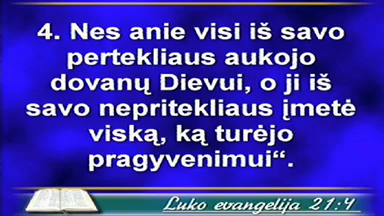 4. Nes anie visi iš savo
pertekliaus aukojo
dovanų Dievui, o ji iš
savo nepritekliaus įmetė
viską, ką turėjo
pragyvenimui“.
Luko evangelija 21:4